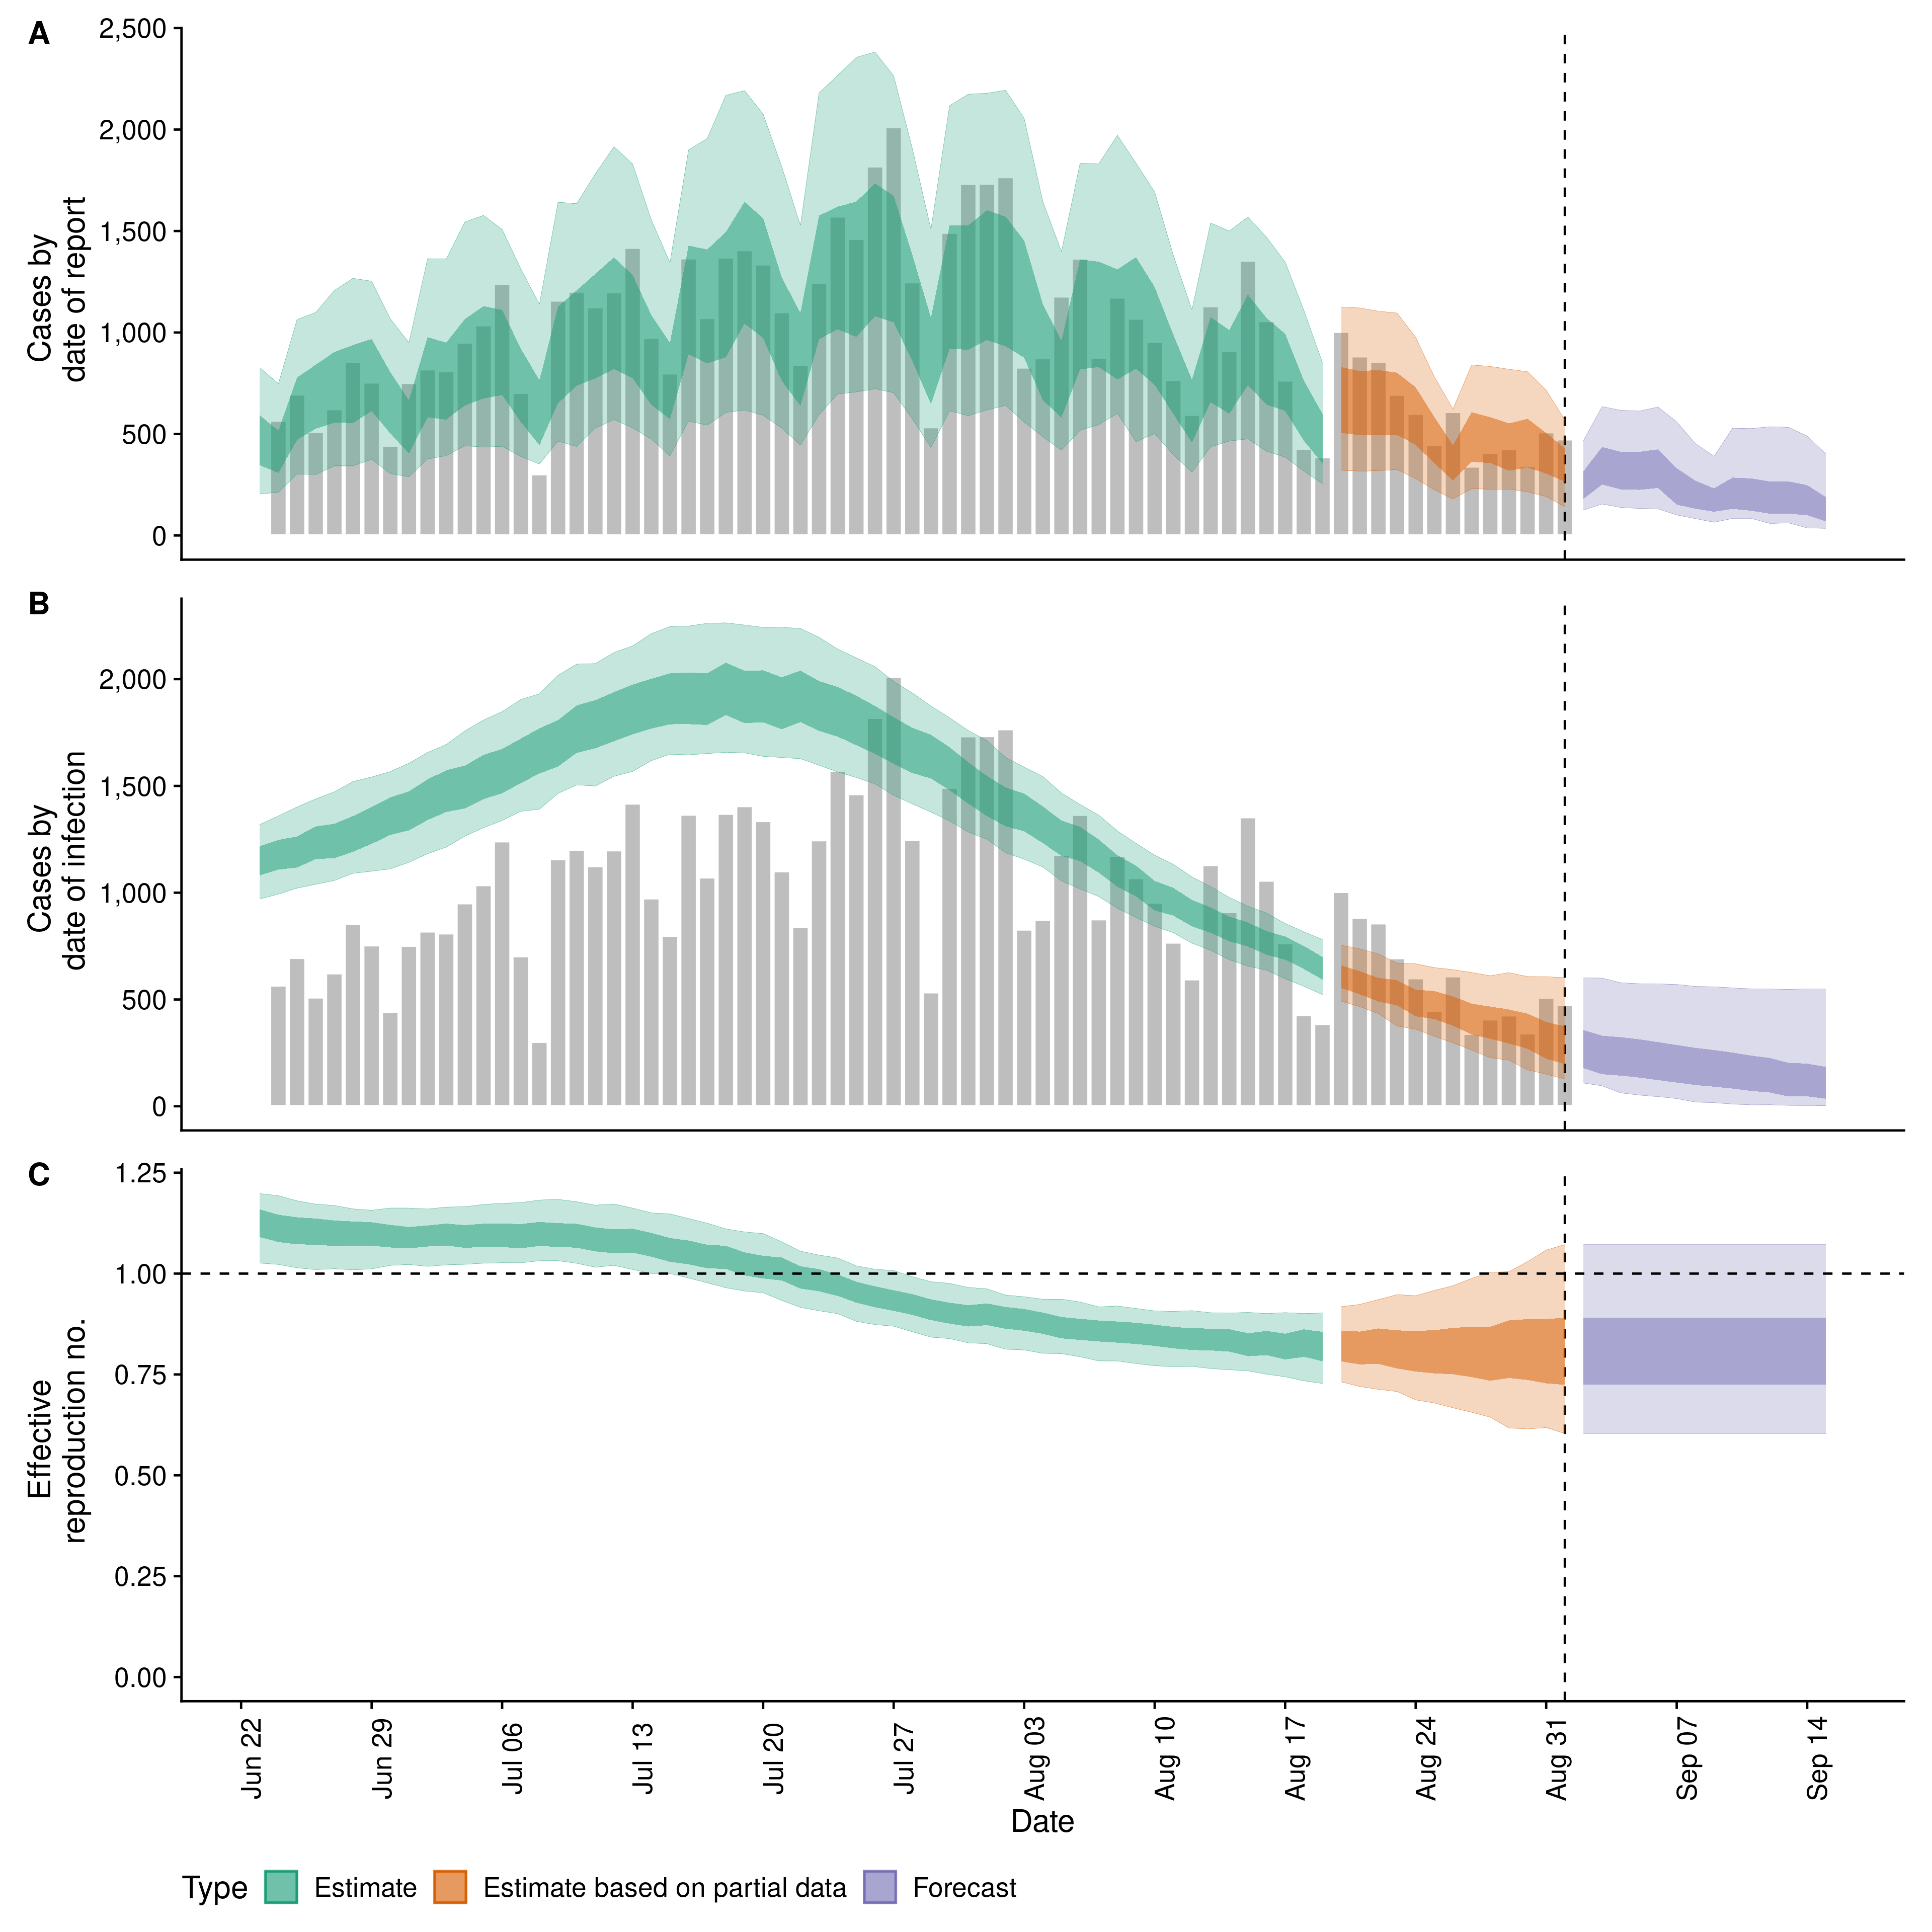 A
2,500
2,000
1,500
1,000
500
0
Cases by
date of report
B
2,000
1,500
1,000
500
0
Cases by
date of infection
C
1.25
1.00
0.75
0.50
0.25
0.00
Effective
reproduction no.
Jun 22
Jun 29
Jul 06
Jul 13
Jul 20
Jul 27
Aug 03
Aug 10
Aug 17
Aug 24
Aug 31
Sep 07
Sep 14
Date
Type Estimate Estimate based on partial data Forecast